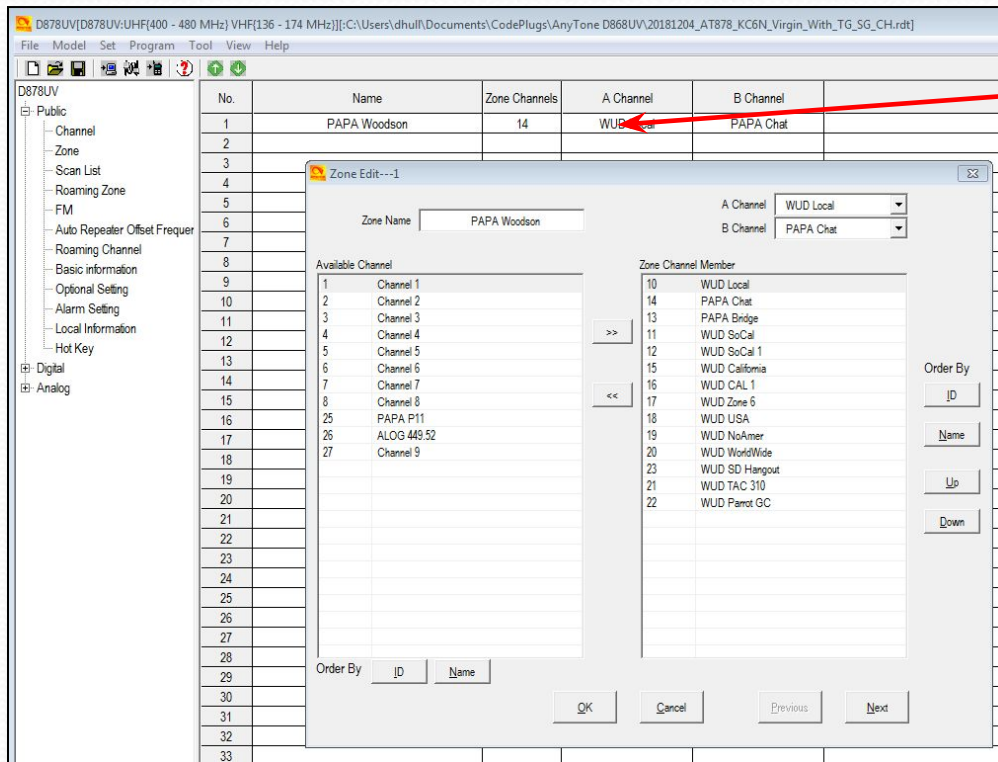 D878UV[D878UV:UHF{400 - 480 MHz} VHF{136 - 174 MHz}][:C:\Users\dhull\Documents\CodePlugs\AnyTone D868UV\20181204_AT878_KC6N_Virgin_With_TG_SG_CH.rdt]
File Model Set Program Tool View Help
D878UV
Public
Channel
Zone
Scan List
Roaming Zone
FM
Auto Repeater Offset Frequer
Roaming Channel
Basic information
Optional Setting
Alarm Setting
Local Information
Hot Key
Digital
Analog
No. Name Zone Channels A Channel B Channel
1 PAPA Woodson 14 PAPA Chat
2
3
4
5
6
7
8
9
10
11
12
13
14
15
16
17
18
19
20
21
22
23
24
25
26
27
28
29
30
31
32
33
Zone Edit---1
Zone Name PAPA Woodson
A Channel WUD Local
B Channel PAPA Chat
Available Channel
1 Channel 1
2 Channel 2
3 Channel 3
4 Channel 4
5 Channel 5
6 Channel 6
7 Channel 7
8 Channel 8
25 PAPA P11
26 ALOG 449.52
27 Channel 9
>>
<<
Zone Channel Member
10 WUD Local
14 PAPA Chat
13 PAPA Bridge
11 WUD SoCal
12 WUD SoCal 1
15 WUD California
16 WUD CAL 1
17 WUD Zone 6
18 WUD USA
19 WUD NoAmer
20 WUD WorldWide
23 WUD SD Hangout
21 WUD TAC 310
22 WUD Parrot GC
Order By
ID
Name
Up
Down
Order By ID Name
OK Cancel Previous Next